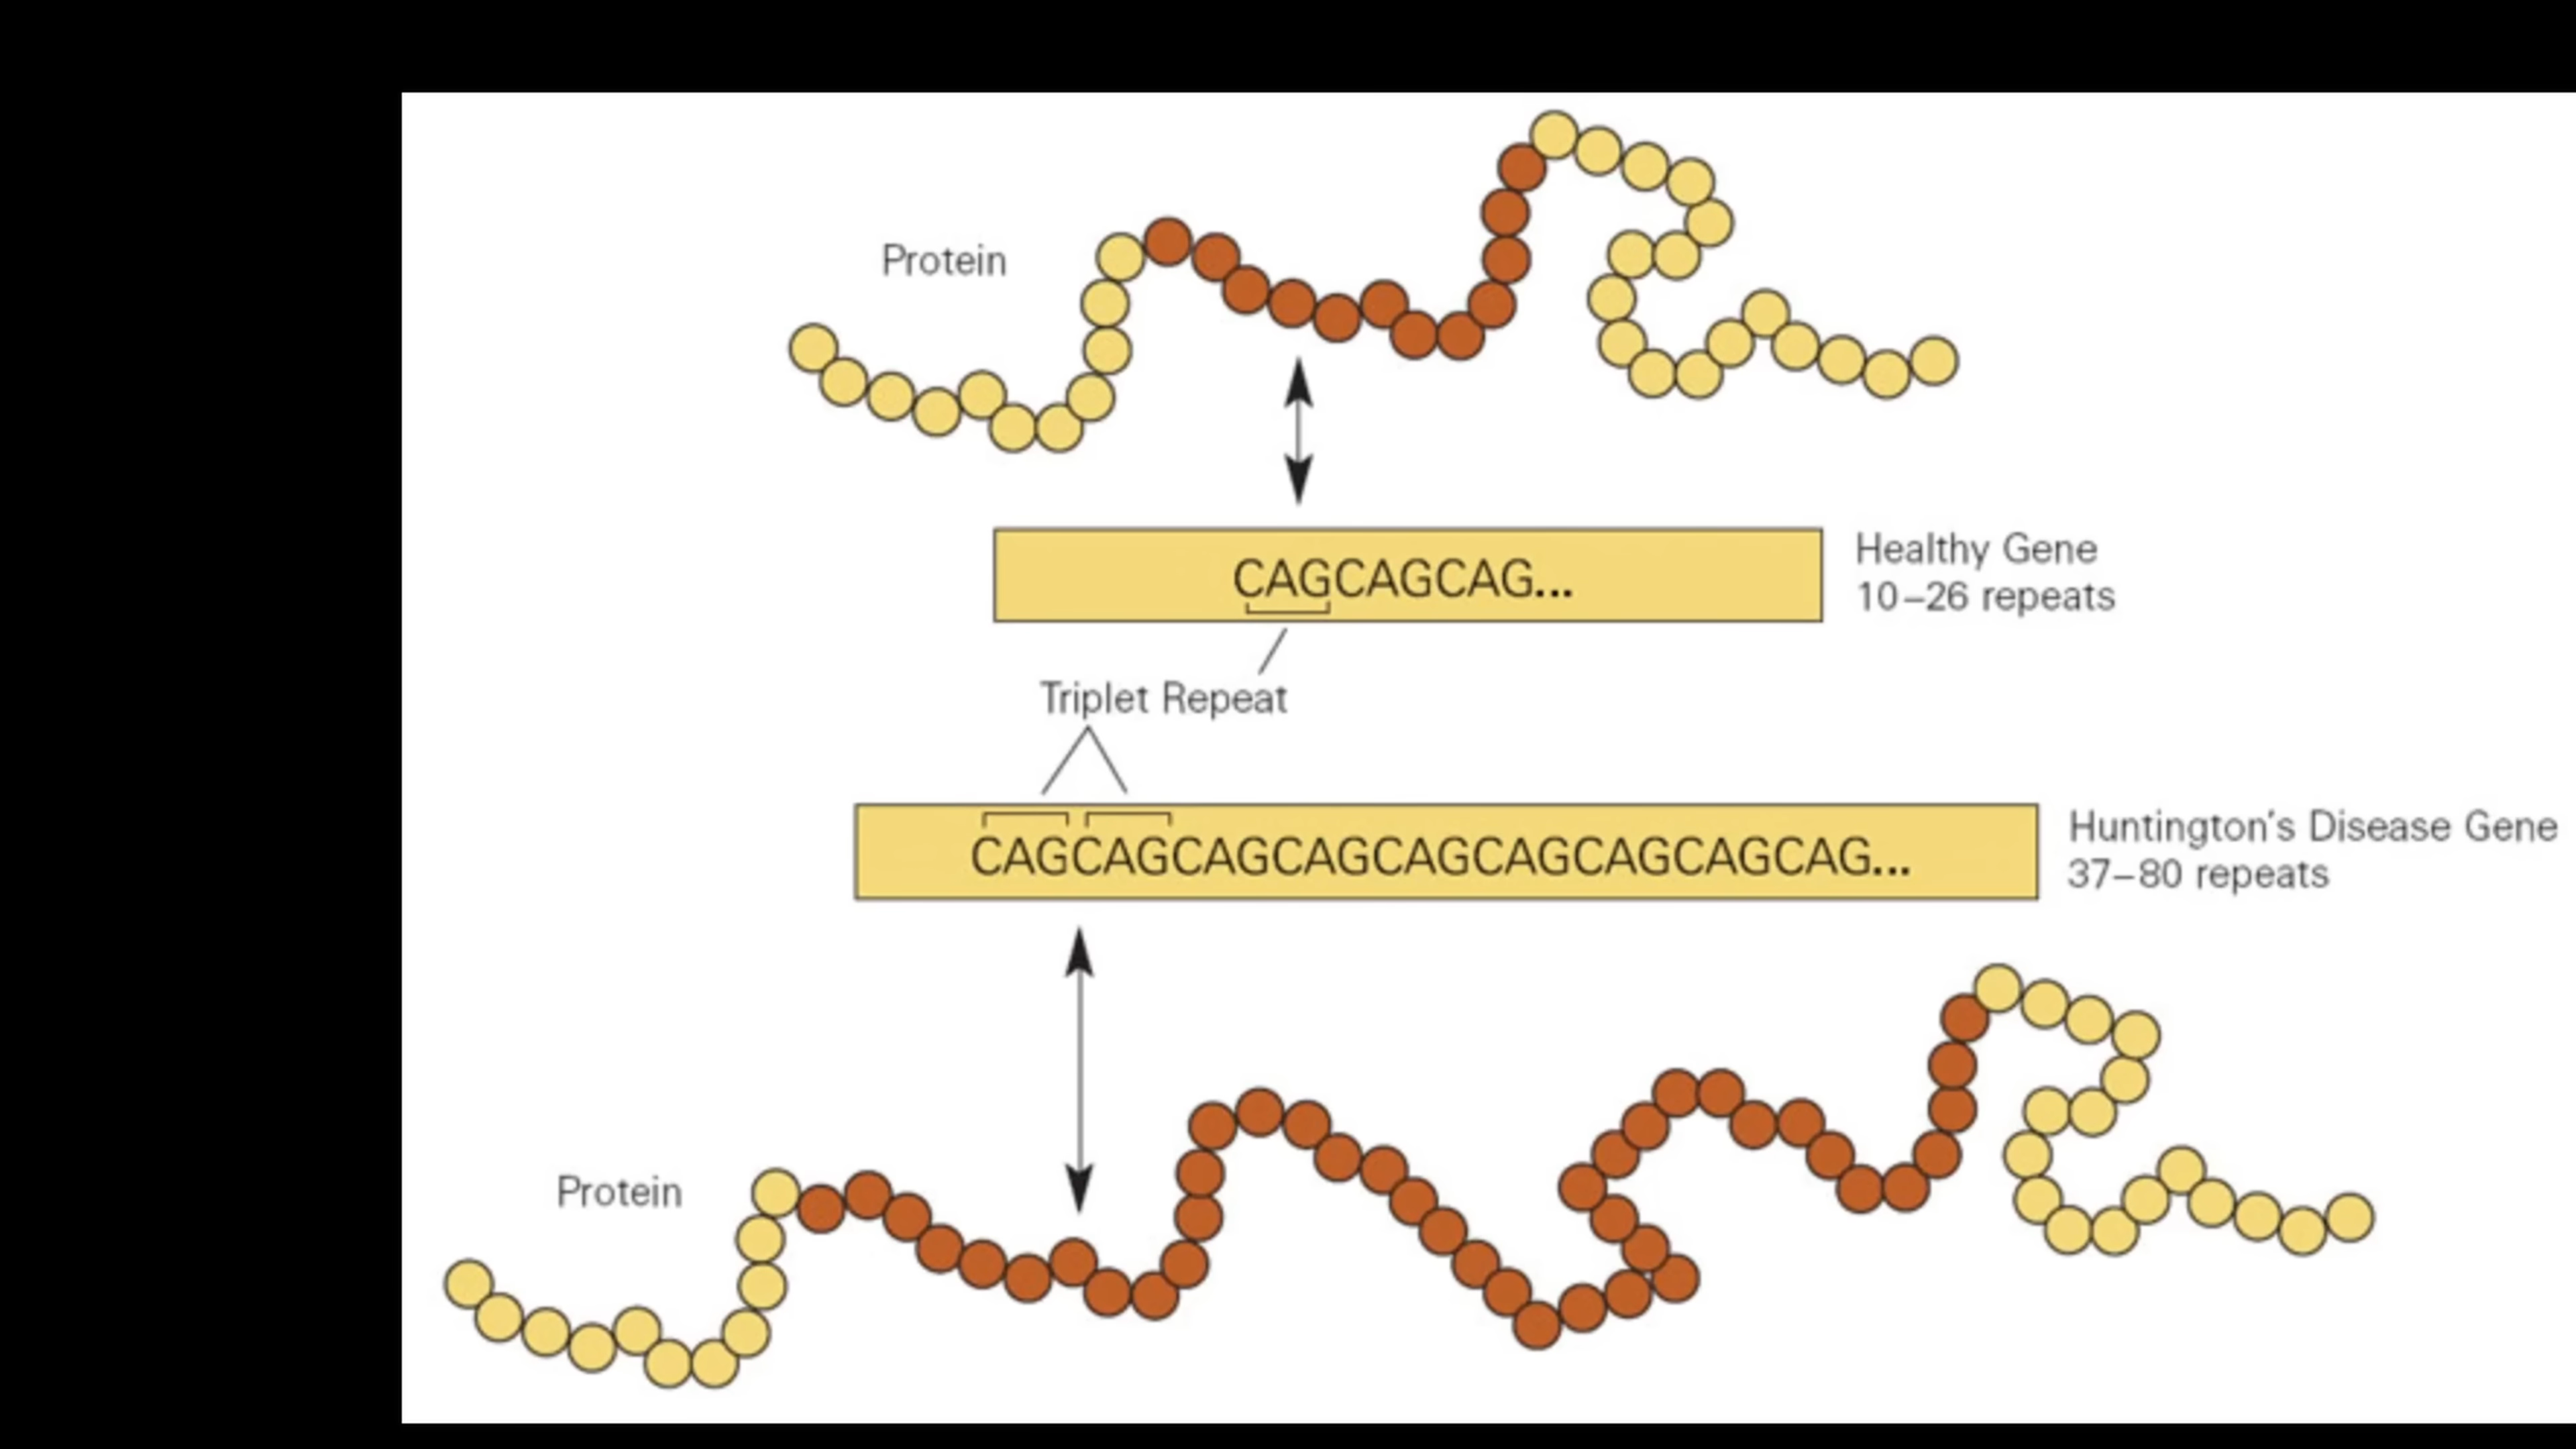 Protein
CAGCAGCAG...
Healthy Gene
10–26 repeats
Triplet Repeat
CAGCAGCAGCAGCAGCAGCAGCAGCAG...
Huntington's Disease Gene
37–80 repeats
Protein